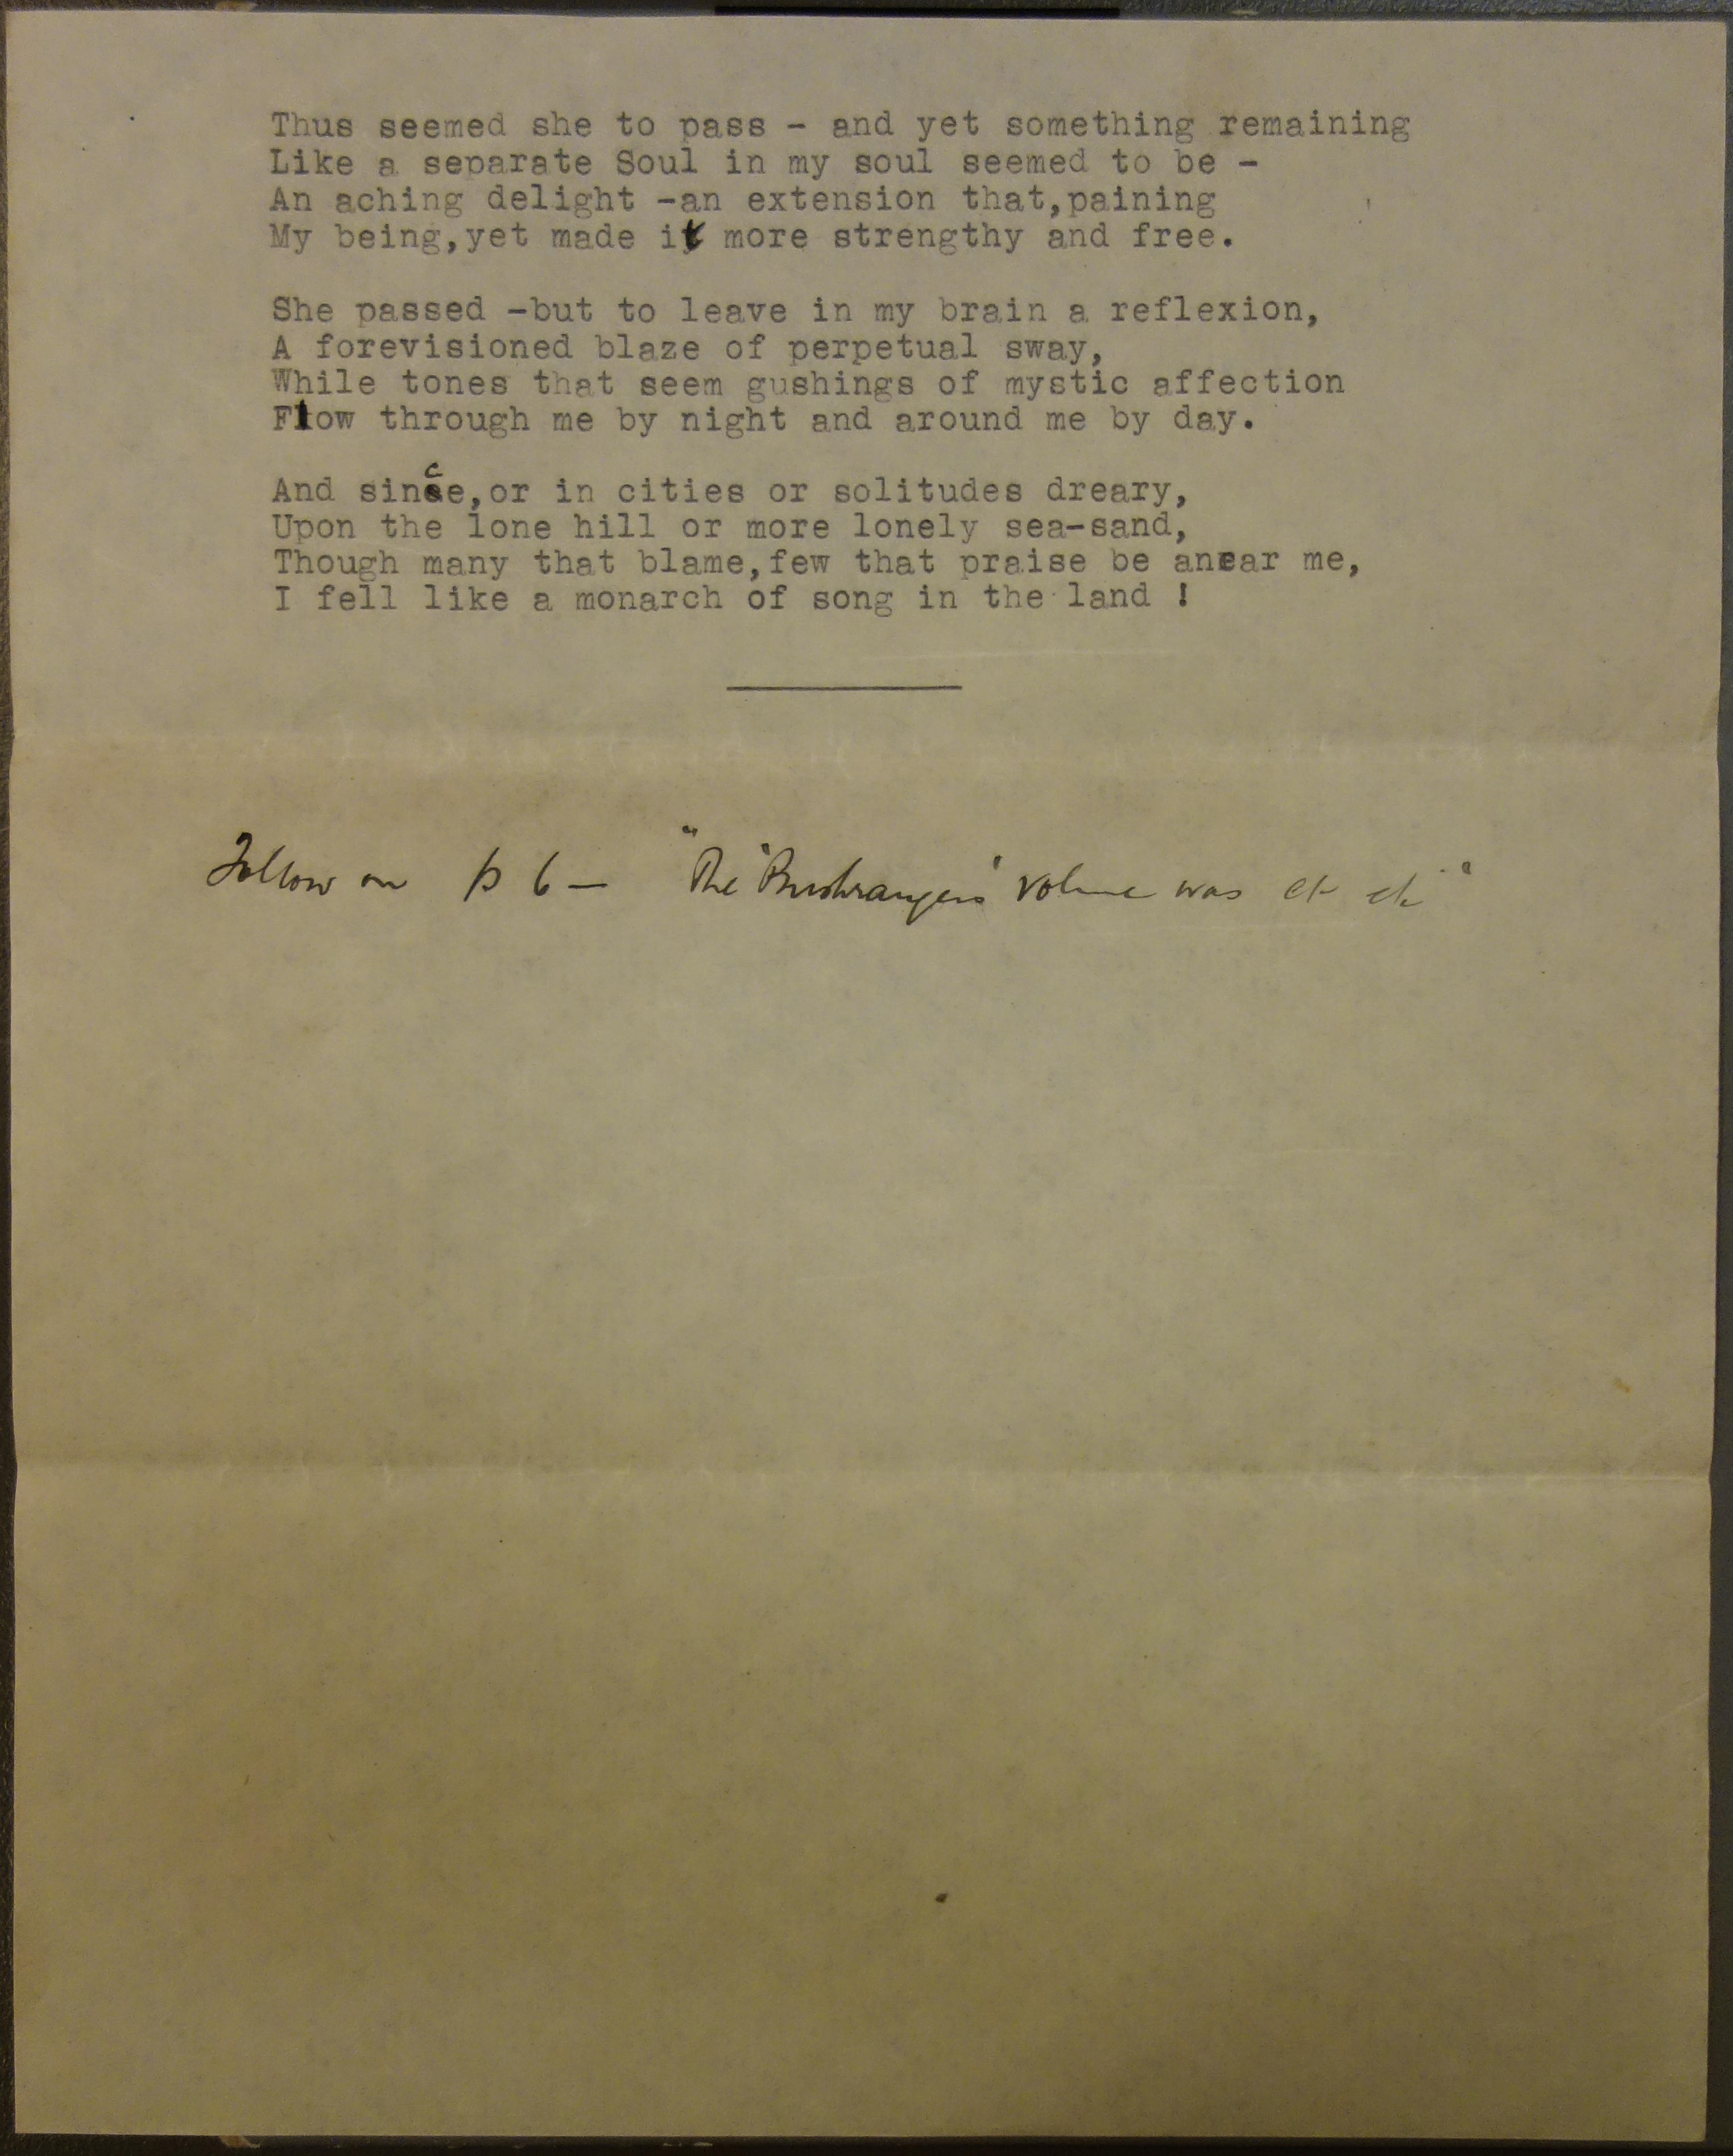 Thus seemed she to pass - and yet something remaining
Like a separate Soul in my soul seemed to be -
An aching delight -an extension that,paining
My being,yet made it more strengthy and free.
She passed -but to leave in my brain a reflexion,
A forevisioned blaze of perpetual sway,
While tones that seem gushings of mystic affection
Flow through me by night and around me by day.
And since,or in cities or solitudes dreary,
Upon the lone hill or more lonely sea-sand,
Though many that blame,few that praise be anear me,
I fell like a monarch of song in the land !
Follow on p 6 — "The 'Bushrangers' volume was etc etc"